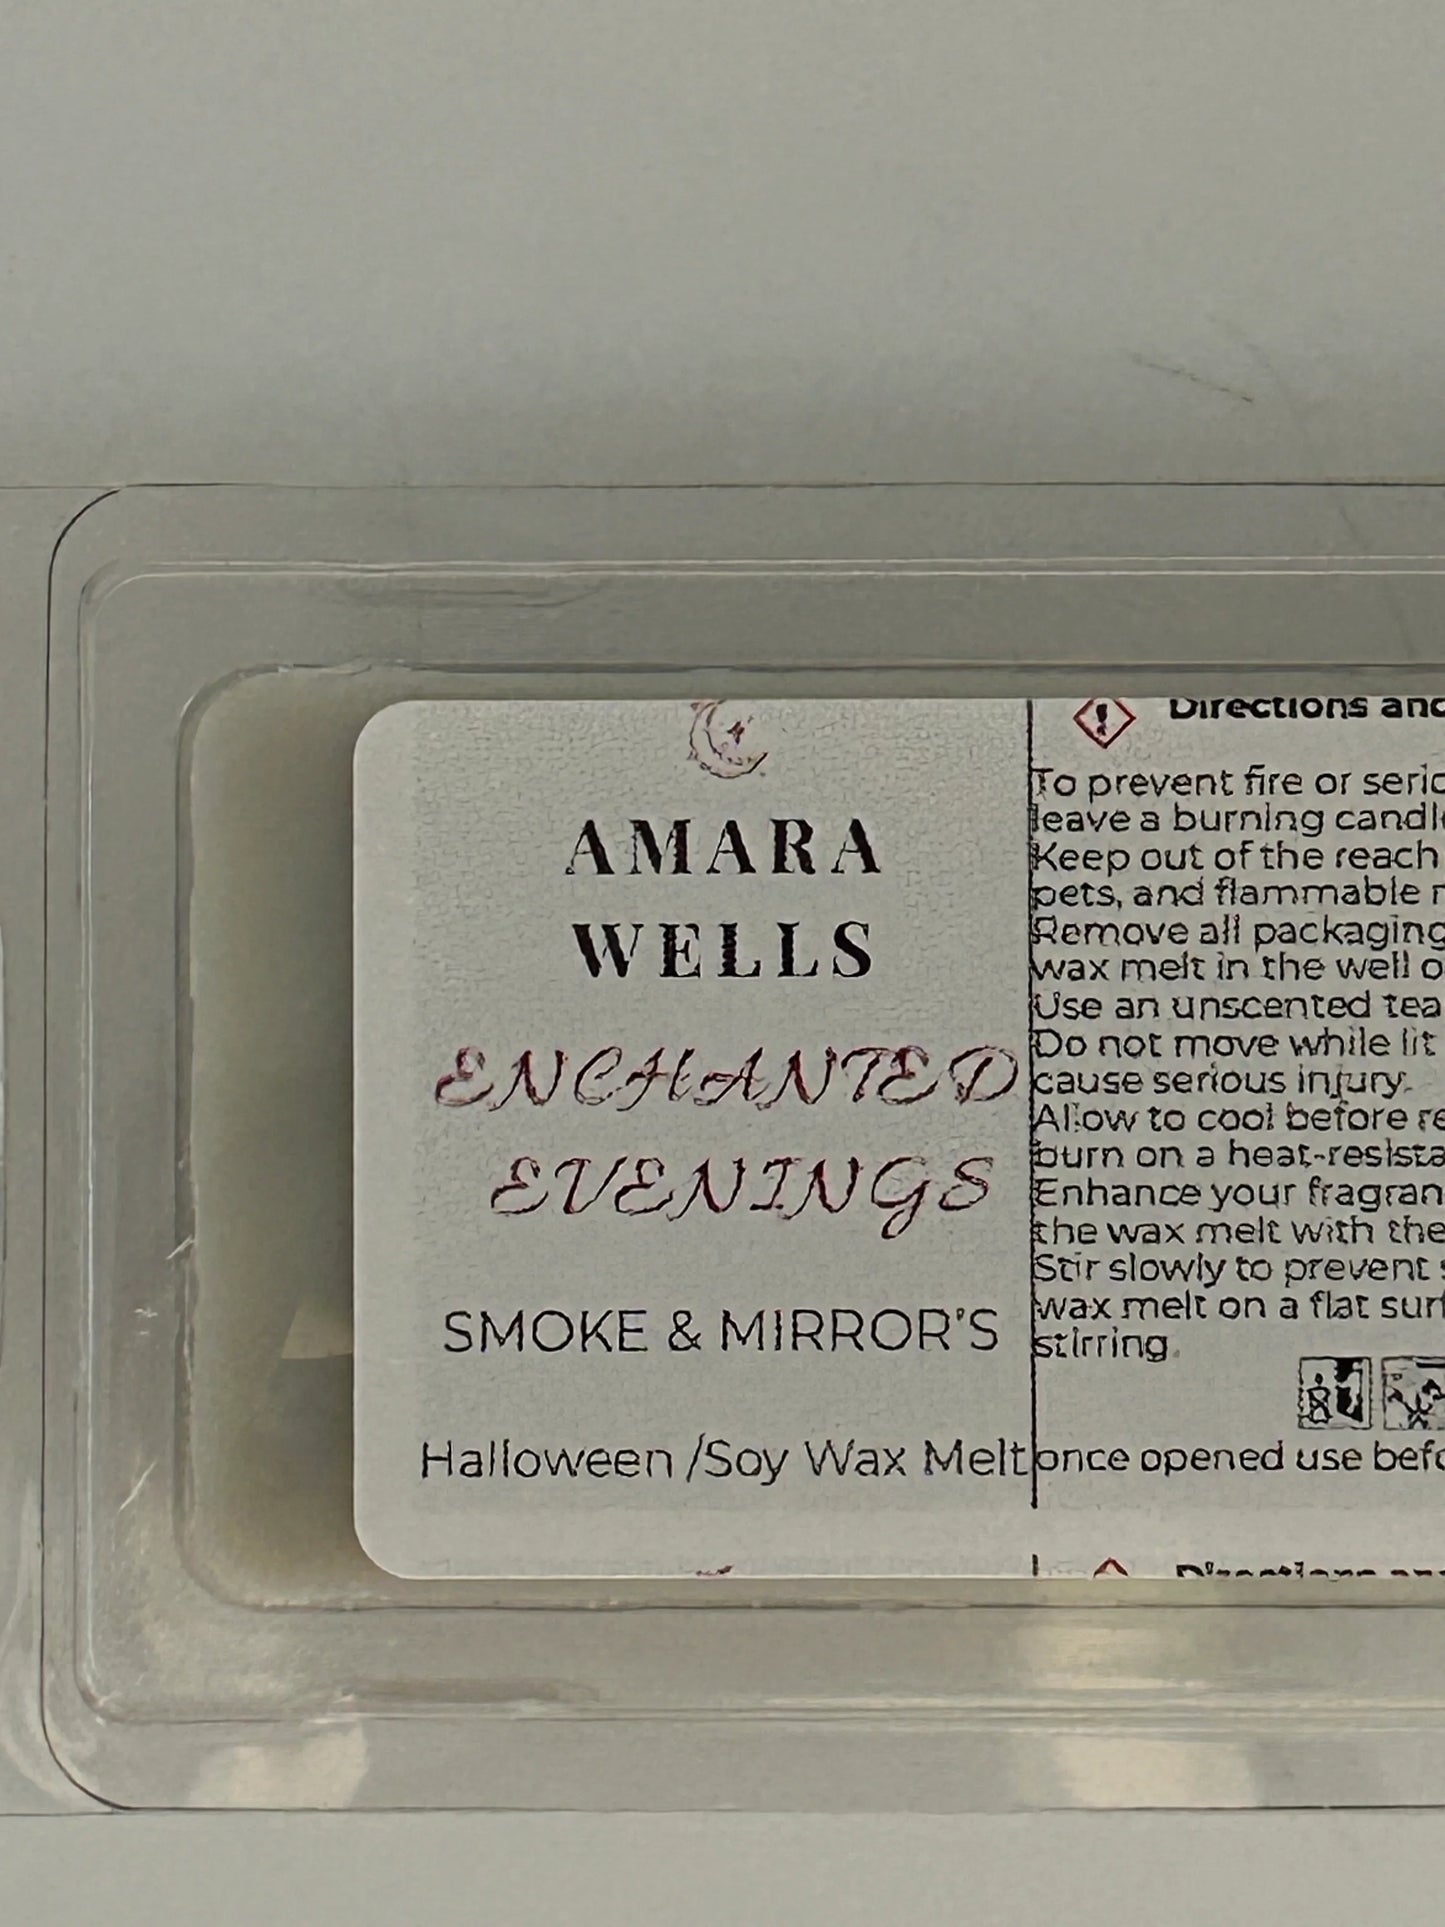 AMARA
WELLS
ENCHANTED
EVENINGS
SMOKE & MIRROR'S
Halloween /Soy Wax Melt
Directions and
To prevent fire or serio
leave a burning candle
Keep out of the reach
pets, and flammable
Remove all packaging
wax melt in the well o
Use an unscented tea
Do not move while lit
cause serious injury.
Allow to cool before re
burn on a heat-resista
Enhance your fragran
the wax melt with the
Stir slowly to prevent
wax melt on a flat sur
stirring.
once opened use befo
Directions and